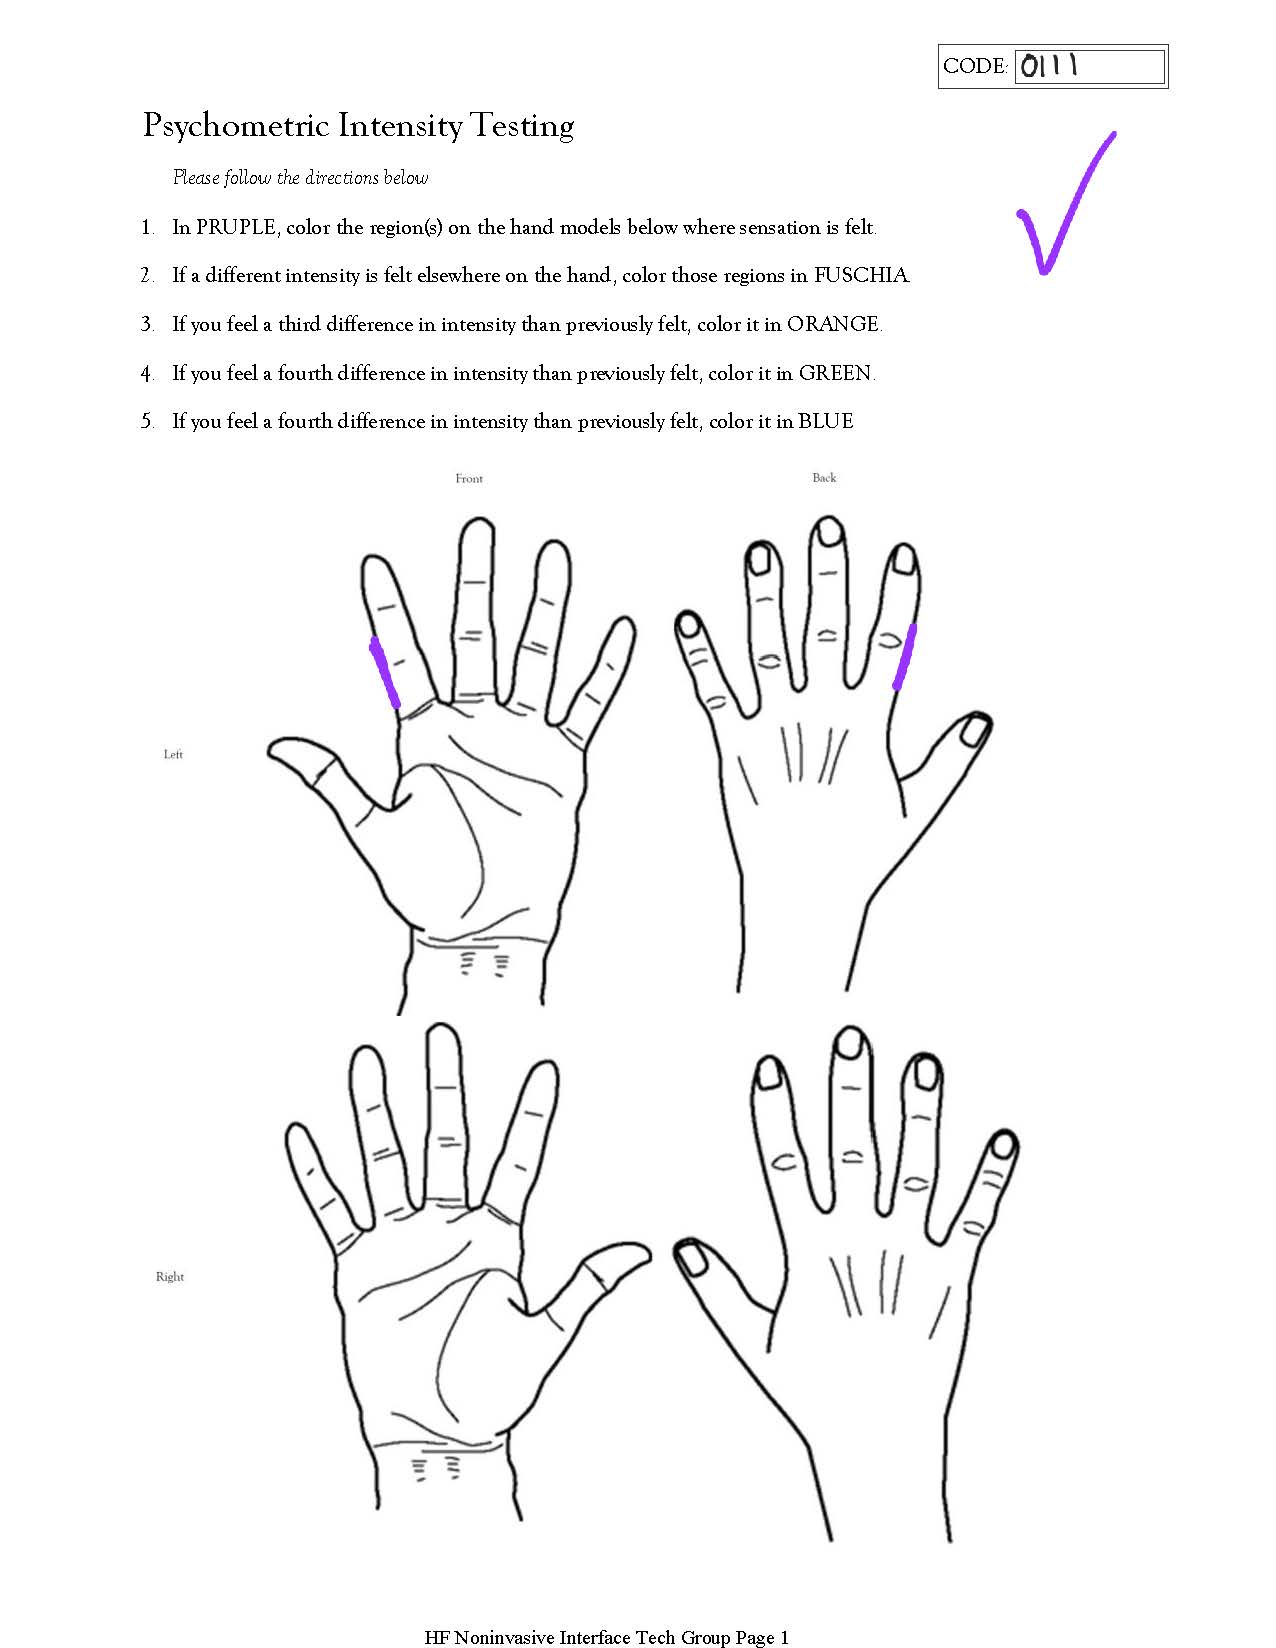 CODE: 0111
Psychometric Intensity Testing
Please follow the directions below
1. In PRUPLE, color the region(s) on the hand models below where sensation is felt.
2. If a different intensity is felt elsewhere on the hand, color those regions in FUSCHIA.
3. If you feel a third difference in intensity than previously felt, color it in ORANGE.
4. If you feel a fourth difference in intensity than previously felt, color it in GREEN.
5. If you feel a fourth difference in intensity than previously felt, color it in BLUE
Front Back
Left
Right
HF Noninvasive Interface Tech Group Page 1